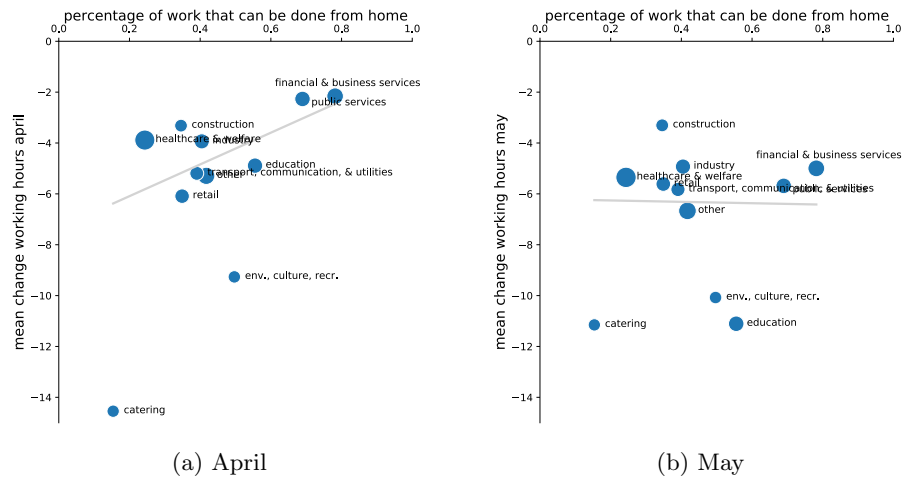 percentage of work that can be done from home
0.0 0.2 0.4 0.6 0.8 1.0
0
−2
−4
−6
−8
−10
−12
−14
mean change working hours april
financial & business services
public services
construction
healthcare & welfare
industry
education
transport, communication, & utilities
other
retail
env., culture, recr.
catering
(a) April
percentage of work that can be done from home
0.0 0.2 0.4 0.6 0.8 1.0
0
−2
−4
−6
−8
−10
−12
−14
mean change working hours may
construction
financial & business services
industry
healthcare & welfare
retail
transport, communication, & utilities
public services
other
env., culture, recr.
catering
education
(b) May